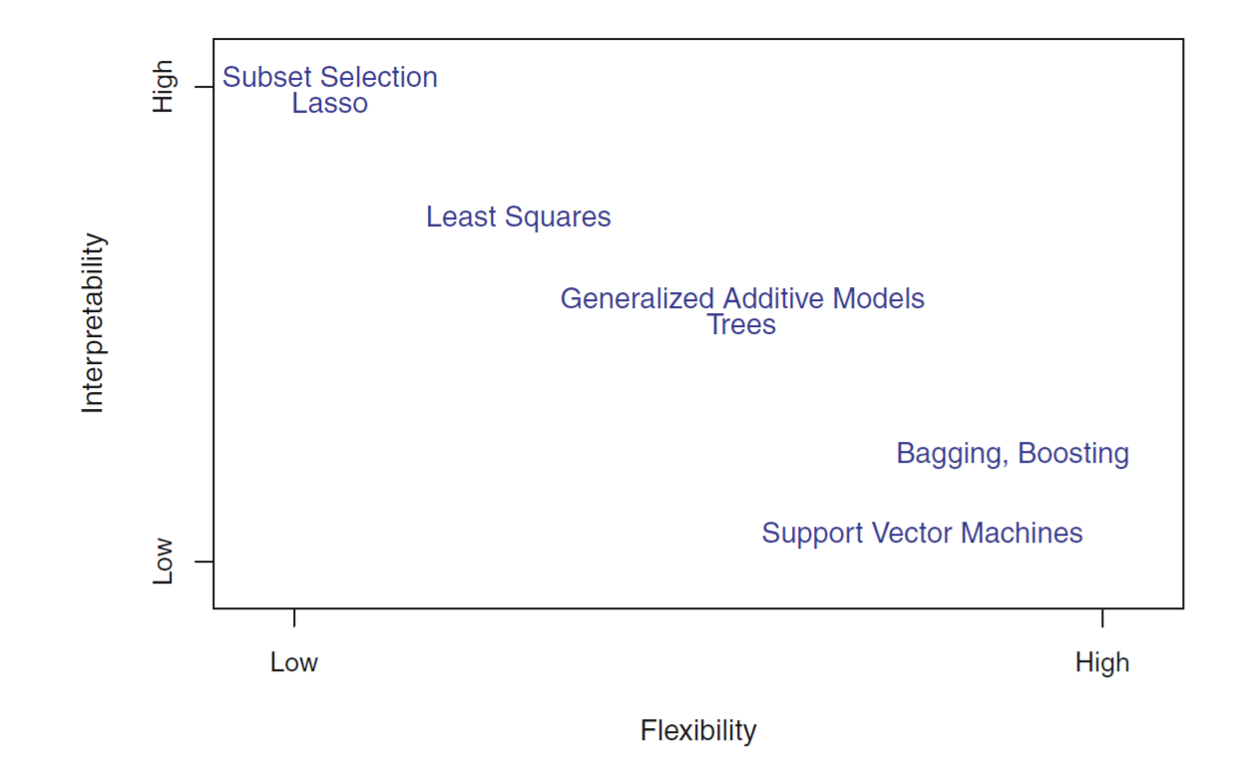 High
Subset Selection
Lasso
Least Squares
Interpretability
Generalized Additive Models
Trees
Bagging, Boosting
Support Vector Machines
Low
Low
High
Flexibility